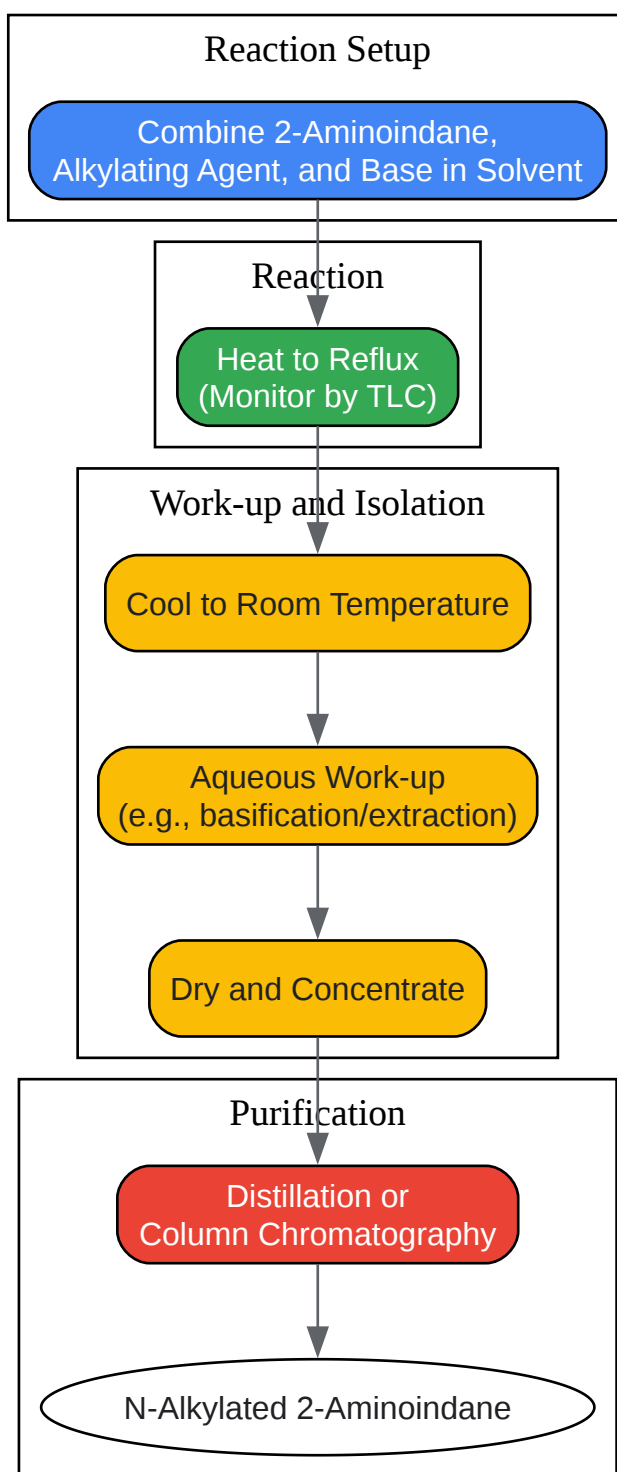 Reaction Setup
Combine 2-Aminoindane,
Alkylating Agent, and Base in Solvent
Reaction
Heat to Reflux
(Monitor by TLC)
Work-up and Isolation
Cool to Room Temperature
Aqueous Work-up
(e.g., basification/extraction)
Dry and Concentrate
Purification
Distillation or
Column Chromatography
N-Alkylated 2-Aminoindane